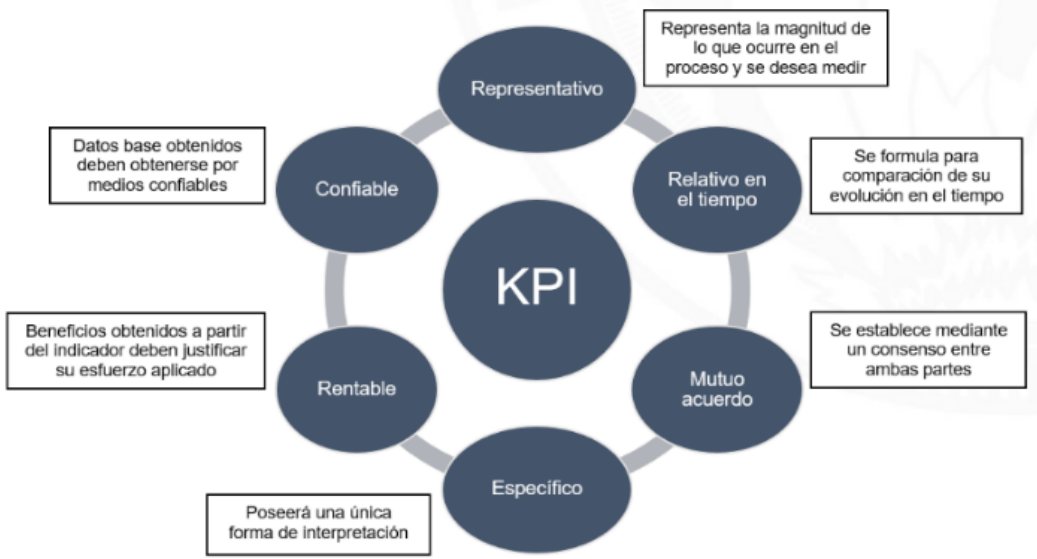 Representativo
Representa la magnitud de
lo que ocurre en el
proceso y se desea medir
Relativo en
el tiempo
Se formula para
comparación de su
evolución en el tiempo
Mutuo
acuerdo
Se establece mediante
un consenso entre
ambas partes
Específico
Poseerá una única
forma de interpretación
Rentable
Beneficios obtenidos a partir
del indicador deben justificar
su esfuerzo aplicado
Confiable
Datos base obtenidos
deben obtenerse por
medios confiables
KPI